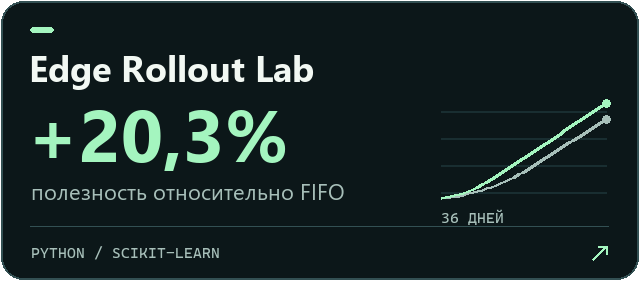 Edge Rollout Lab
+20,3%
полезность относительно FIFO
36 ДНЕЙ
PYTHON / SCIKIT-LEARN